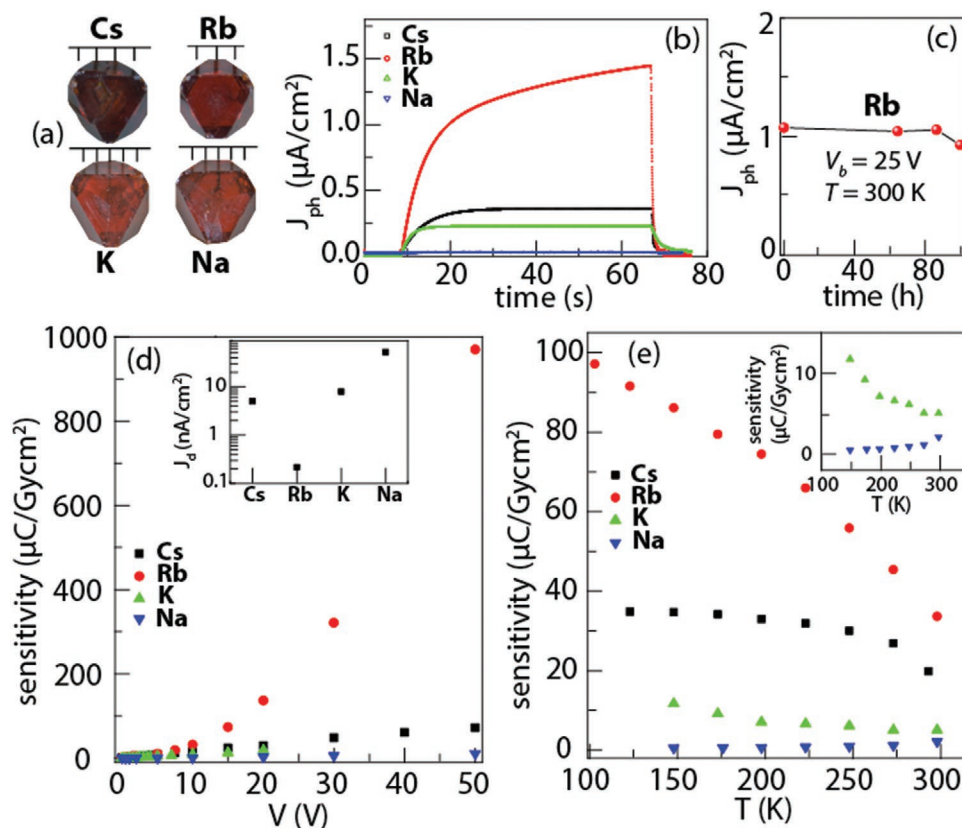 Cs Rb
(a)
K Na
(b)
Cs
Rb
K
Na
J_ph (μA/cm²)
1.5
1.0
0.5
0.0
0 20 40 60 80
time (s)
(c)
J_ph (μA/cm²)
2
1
0
Rb
V_b = 25 V
T = 300 K
0 40 80
time (h)
(d)
sensitivity (μC/Gycm²)
1000
800
600
400
200
0
J_d (nA/cm²)
10
1
0.1
Cs Rb K Na
Cs
Rb
K
Na
0 10 20 30 40 50
V (V)
(e)
sensitivity (μC/Gycm²)
100
80
60
40
20
0
sensitivity
(μC/Gycm²)
10
0
100 200 300
T (K)
Cs
Rb
K
Na
100 150 200 250 300
T (K)